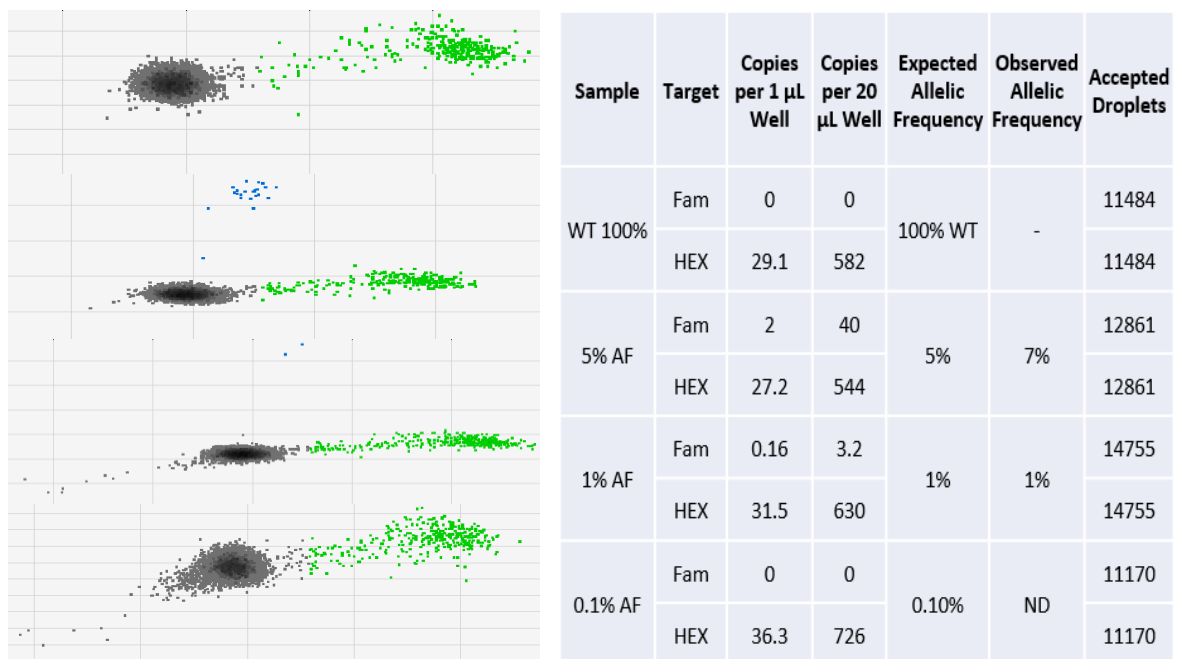 Sample Target Copies per 1 µL Well Copies per 20 µL Well Expected Allelic Frequency Observed Allelic Frequency Accepted Droplets
WT 100% Fam 0 0 100% WT - 11484
HEX 29.1 582 11484
5% AF Fam 2 40 5% 7% 12861
HEX 27.2 544 12861
1% AF Fam 0.16 3.2 1% 1% 14755
HEX 31.5 630 14755
0.1% AF Fam 0 0 0.10% ND 11170
HEX 36.3 726 11170